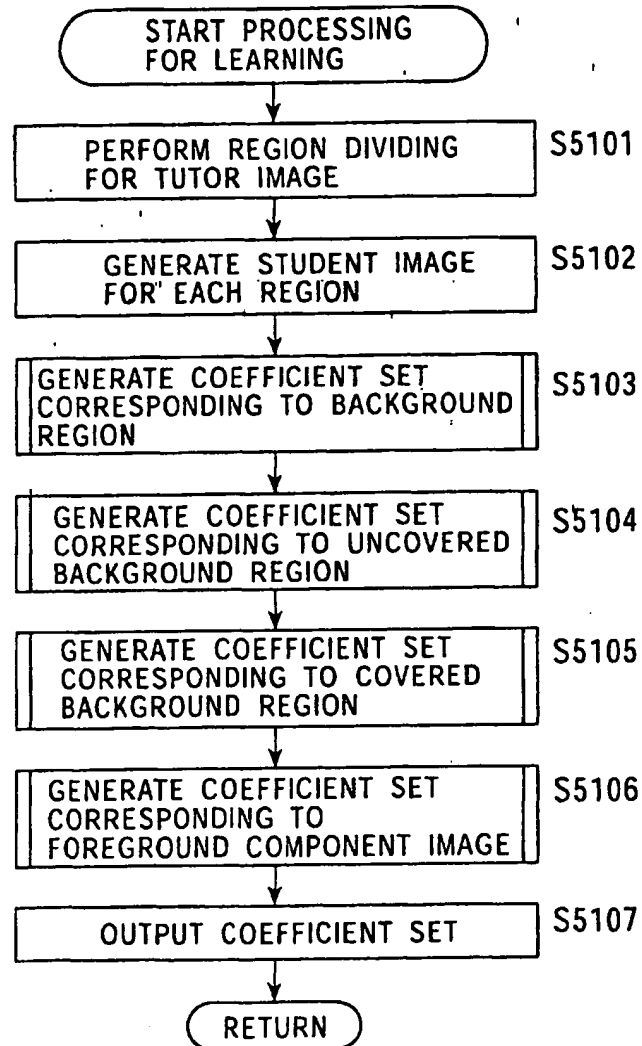 START PROCESSING
FOR LEARNING
PERFORM REGION DIVIDING
FOR TUTOR IMAGE
S5101
GENERATE STUDENT IMAGE
FOR EACH REGION
S5102
GENERATE COEFFICIENT SET
CORRESPONDING TO BACKGROUND
REGION
S5103
GENERATE COEFFICIENT SET
CORRESPONDING TO UNCOVERED
BACKGROUND REGION
S5104
GENERATE COEFFICIENT SET
CORRESPONDING TO COVERED
BACKGROUND REGION
S5105
GENERATE COEFFICIENT SET
CORRESPONDING TO
FOREGROUND COMPONENT IMAGE
S5106
OUTPUT COEFFICIENT SET
S5107
RETURN